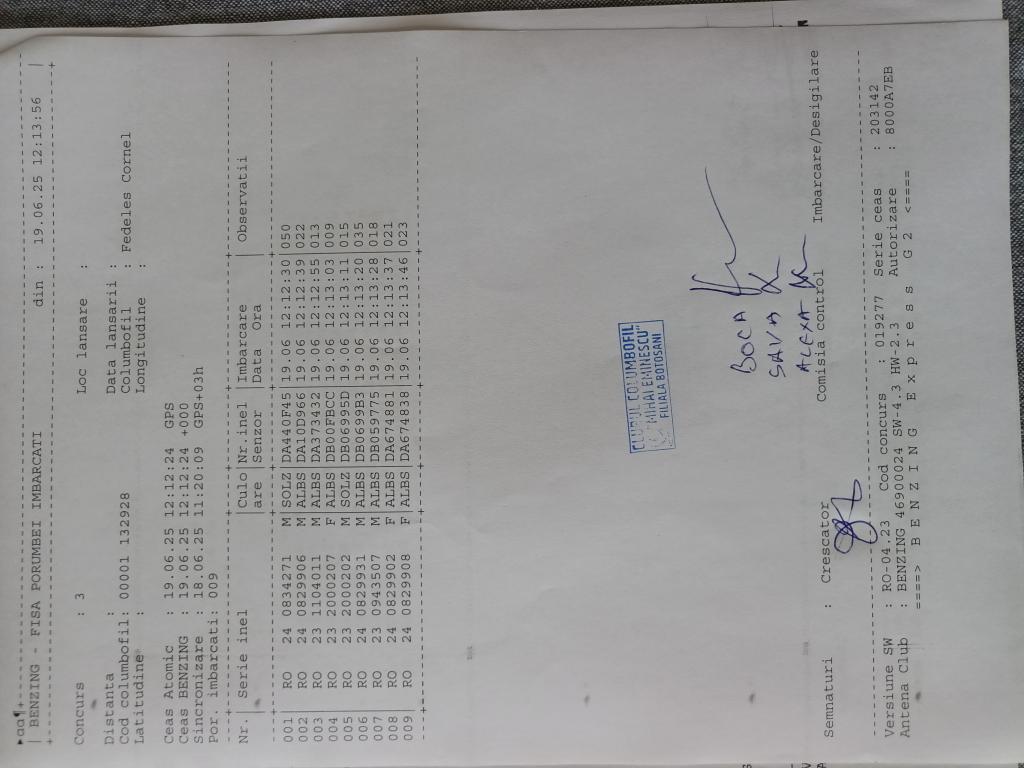 ►aa¶+
| BENZING - FISA PORUMBEI IMBARCATI din : 19.06.25 12:13:56 |
Concurs : 3 Loc lansare :
Distanta : Data lansarii :
Cod columbofil: 00001 132928 Columbofil : Fedeles Cornel
Latitudine : Longitudine :
Ceas Atomic : 19.06.25 12:12:24 GPS
Ceas BENZING : 19.06.25 12:12:24 +000
Sincronizare : 18.06.25 11:20:09 GPS+03h
Por. imbarcati: 009
Nr. | Serie inel |Culo|Nr.inel |Imbarcare | Observatii
| |are |senzor |Data Ora |
001 | RO 24 0834271 M|SOLZ|DA440F45|19.06 12:12:30|050
002 | RO 24 0829906 M|ALBS|DA10D966|19.06 12:12:39|022
003 | RO 23 1104011 M|ALBS|DA373432|19.06 12:12:55|013
004 | RO 23 2000207 F|ALBS|DB00FBCC|19.06 12:13:03|009
005 | RO 23 2000202 M|SOLZ|DB06995D|19.06 12:13:11|015
006 | RO 24 0829931 M|ALBS|DB0699B3|19.06 12:13:20|035
007 | RO 23 0943507 M|ALBS|DB059775|19.06 12:13:28|018
008 | RO 24 0829902 F|ALBS|DA674881|19.06 12:13:37|021
009 | RO 24 0829908 F|ALBS|DA674838|19.06 12:13:46|023
CLUBUL COLUMBOFIL
"MIHAI EMINESCU"
FILIALA BOTOSANI
BOCA
SAVA
ALEXA
Semnaturi : Crescator Comisia control Imbarcare/Desigilare
Versiune SW : RO-04.23 Cod concurs : 019277 Serie ceas : 203142
Antena Club : BENZING 46900024 SW-4.3 HW-2.3 Autorizare : 8000A7EB
====> B E N Z I N G E x p r e s s G 2 <====